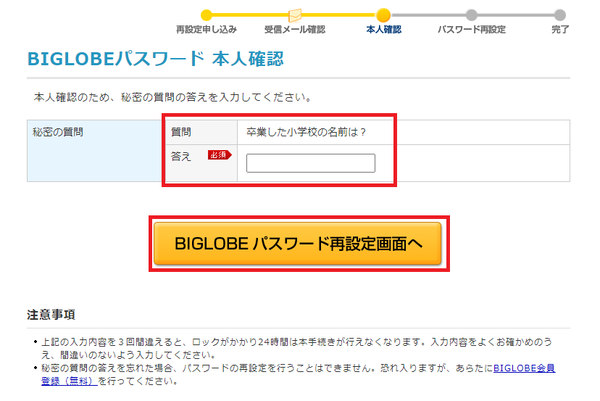 再設定申し込み 受信メール確認 本人確認 パスワード再設定 完了
BIGLOBEパスワード 本人確認
本人確認のため、秘密の質問の答えを入力してください。
秘密の質問 質問 卒業した小学校の名前は？
答え 必須
BIGLOBE パスワード再設定画面へ
注意事項
・上記の入力内容を３回間違えると、ロックがかかり24時間は本手続きが行えなくなります。入力内容をよくお確かめのう
え、間違いのないよう入力してください。
・秘密の質問の答えを忘れた場合、パスワードの再設定を行うことはできません。恐れ入りますが、あらたにBIGLOBE会員
登録（無料）を行ってください。